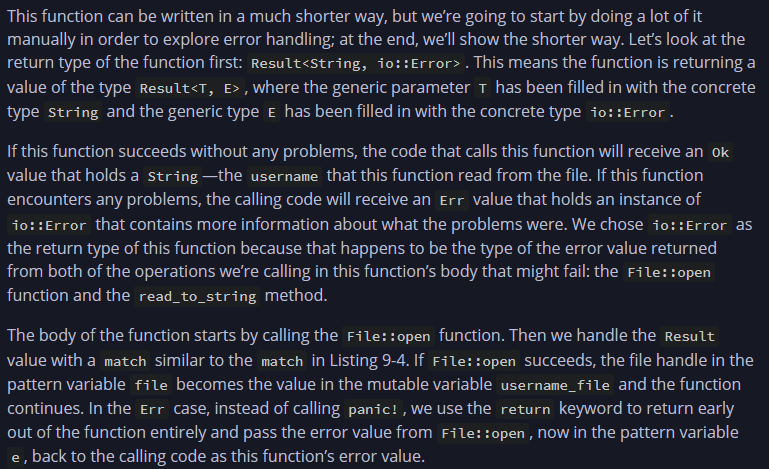 This function can be written in a much shorter way, but we’re going to start by doing a lot of it
manually in order to explore error handling; at the end, we’ll show the shorter way. Let’s look at the
return type of the function first: Result<String, io::Error>. This means the function is returning a
value of the type Result<T, E>, where the generic parameter T has been filled in with the concrete
type String and the generic type E has been filled in with the concrete type io::Error.
If this function succeeds without any problems, the code that calls this function will receive an Ok
value that holds a String—the username that this function read from the file. If this function
encounters any problems, the calling code will receive an Err value that holds an instance of
io::Error that contains more information about what the problems were. We chose io::Error as
the return type of this function because that happens to be the type of the error value returned
from both of the operations we’re calling in this function’s body that might fail: the File::open
function and the read_to_string method.
The body of the function starts by calling the File::open function. Then we handle the Result
value with a match similar to the match in Listing 9-4. If File::open succeeds, the file handle in the
pattern variable file becomes the value in the mutable variable username_file and the function
continues. In the Err case, instead of calling panic!, we use the return keyword to return early
out of the function entirely and pass the error value from File::open, now in the pattern variable
e, back to the calling code as this function’s error value.